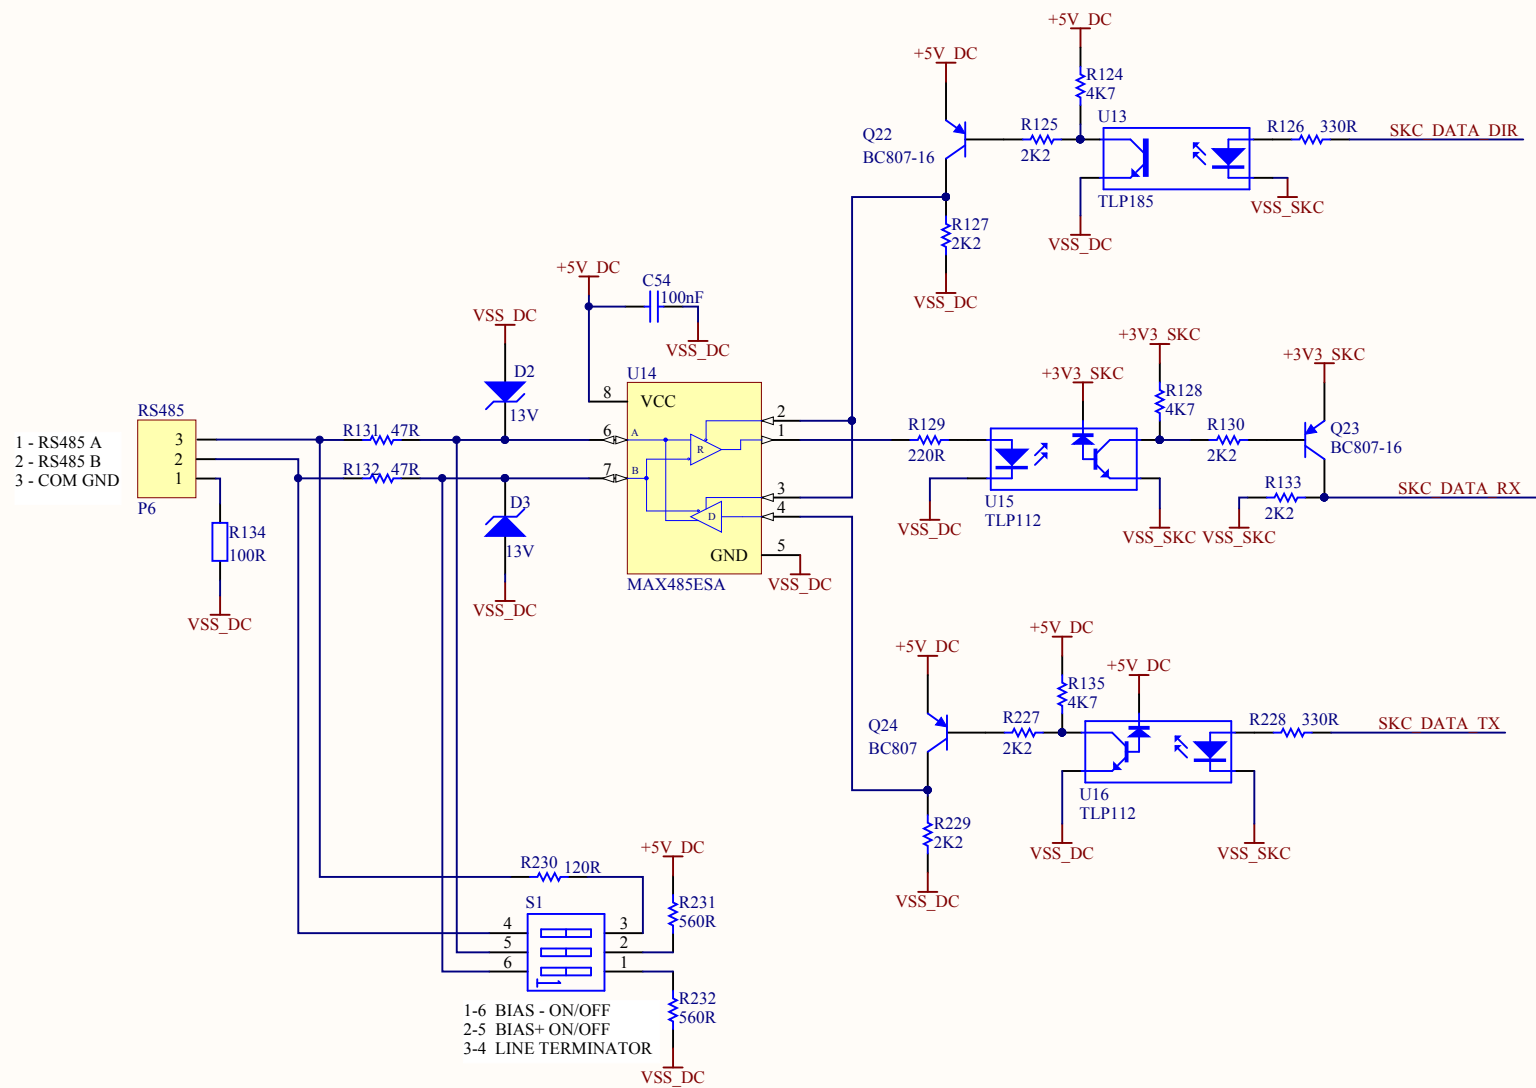 +5V_DC
R124
4K7
+5V_DC
Q22
BC807-16
R125
2K2
U13
TLP185
R126 330R
SKC_DATA_DIR
VSS_SKC
VSS_DC
R127
2K2
VSS_DC
+5V_DC
C54
100nF
VSS_DC
VSS_DC
D2
13V
U14
8
VCC
6
A
7
B
R
D
2
1
3
4
5
GND
MAX485ESA
VSS_DC
RS485
3
2
1
P6
1 - RS485 A
2 - RS485 B
3 - COM GND
R131 47R
R132 47R
R134
100R
VSS_DC
D3
13V
VSS_DC
R129
220R
VSS_DC
+3V3_SKC
U15
TLP112
+3V3_SKC
R128
4K7
R130
2K2
+3V3_SKC
Q23
BC807-16
R133
2K2
SKC_DATA_RX
VSS_SKC
VSS_SKC
+5V_DC
Q24
BC807
R227
2K2
+5V_DC
R135
4K7
+5V_DC
U16
TLP112
R228 330R
SKC_DATA_TX
VSS_DC
VSS_SKC
R229
2K2
VSS_DC
R230 120R
+5V_DC
R231
560R
S1
4
5
6
3
2
1
1
R232
560R
VSS_DC
1-6 BIAS - ON/OFF
2-5 BIAS+ ON/OFF
3-4 LINE TERMINATOR